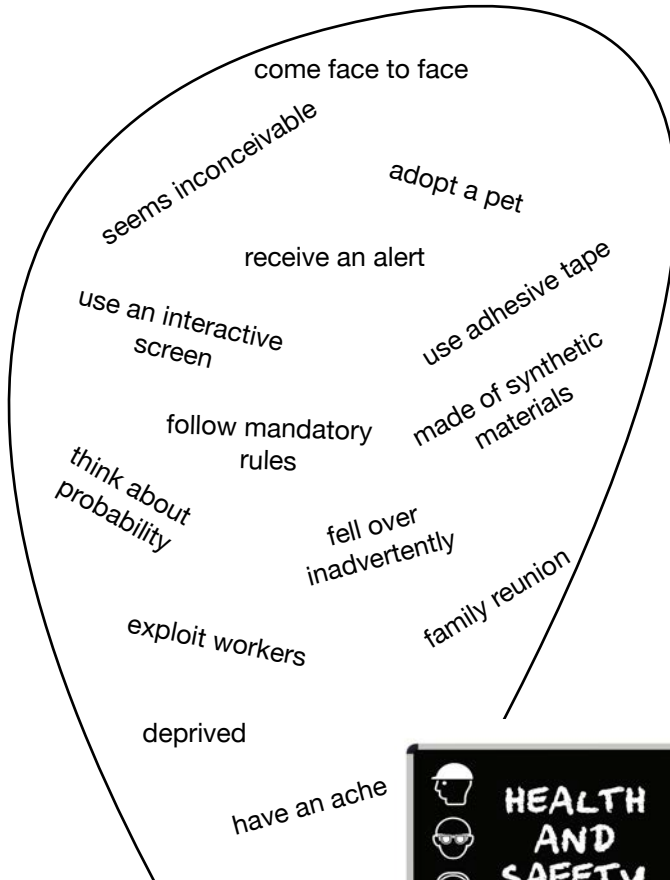 come face to face
seems inconceivable
adopt a pet
receive an alert
use an interactive
screen
use adhesive tape
made of synthetic
materials
follow mandatory
rules
think about
probability
fell over
inadvertently
family reunion
exploit workers
deprived
have an ache
HEALTH
AND
SAFETY